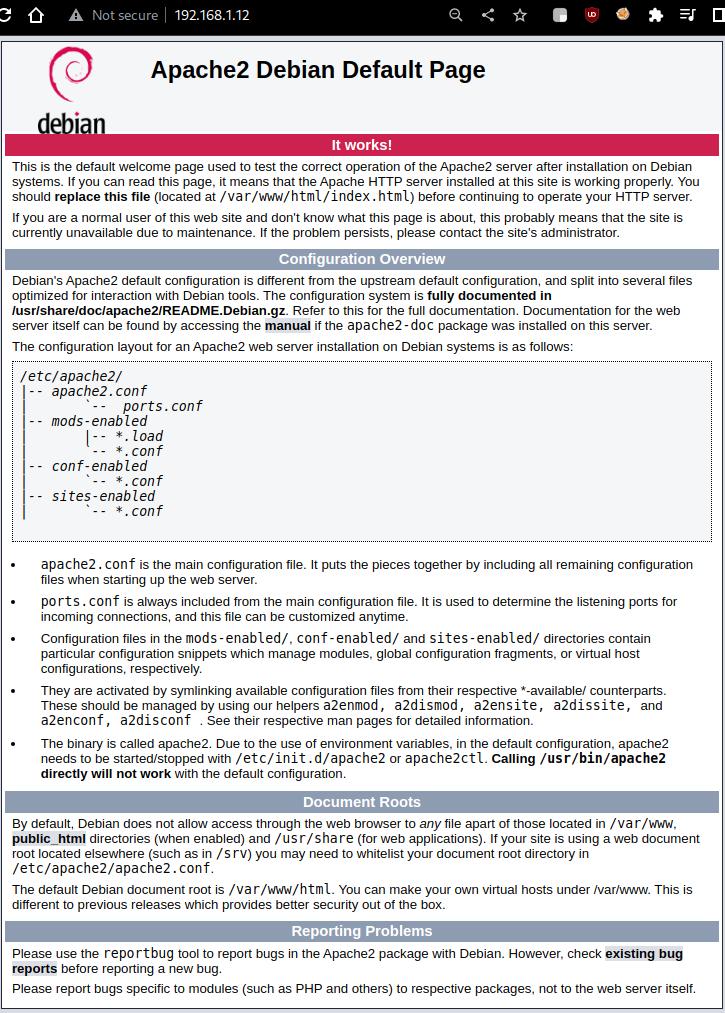 Not secure 192.168.1.12
UD
debian
Apache2 Debian Default Page
It works!
This is the default welcome page used to test the correct operation of the Apache2 server after installation on Debian
systems. If you can read this page, it means that the Apache HTTP server installed at this site is working properly. You
should replace this file (located at /var/www/html/index.html) before continuing to operate your HTTP server.
If you are a normal user of this web site and don't know what this page is about, this probably means that the site is
currently unavailable due to maintenance. If the problem persists, please contact the site's administrator.
Configuration Overview
Debian's Apache2 default configuration is different from the upstream default configuration, and split into several files
optimized for interaction with Debian tools. The configuration system is fully documented in
/usr/share/doc/apache2/README.Debian.gz. Refer to this for the full documentation. Documentation for the web
server itself can be found by accessing the manual if the apache2-doc package was installed on this server.
The configuration layout for an Apache2 web server installation on Debian systems is as follows:
/etc/apache2/
|-- apache2.conf
|       `--  ports.conf
|-- mods-enabled
|       |-- *.load
|       `-- *.conf
|-- conf-enabled
|       `-- *.conf
|-- sites-enabled
|       `-- *.conf
• apache2.conf is the main configuration file. It puts the pieces together by including all remaining configuration
files when starting up the web server.
• ports.conf is always included from the main configuration file. It is used to determine the listening ports for
incoming connections, and this file can be customized anytime.
• Configuration files in the mods-enabled/, conf-enabled/ and sites-enabled/ directories contain
particular configuration snippets which manage modules, global configuration fragments, or virtual host
configurations, respectively.
• They are activated by symlinking available configuration files from their respective *-available/ counterparts.
These should be managed by using our helpers a2enmod, a2dismod, a2ensite, a2dissite, and
a2enconf, a2disconf . See their respective man pages for detailed information.
• The binary is called apache2. Due to the use of environment variables, in the default configuration, apache2
needs to be started/stopped with /etc/init.d/apache2 or apache2ctl. Calling /usr/bin/apache2
directly will not work with the default configuration.
Document Roots
By default, Debian does not allow access through the web browser to any file apart of those located in /var/www,
public_html directories (when enabled) and /usr/share (for web applications). If your site is using a web document
root located elsewhere (such as in /srv) you may need to whitelist your document root directory in
/etc/apache2/apache2.conf.
The default Debian document root is /var/www/html. You can make your own virtual hosts under /var/www. This is
different to previous releases which provides better security out of the box.
Reporting Problems
Please use the reportbug tool to report bugs in the Apache2 package with Debian. However, check existing bug
reports before reporting a new bug.
Please report bugs specific to modules (such as PHP and others) to respective packages, not to the web server itself.